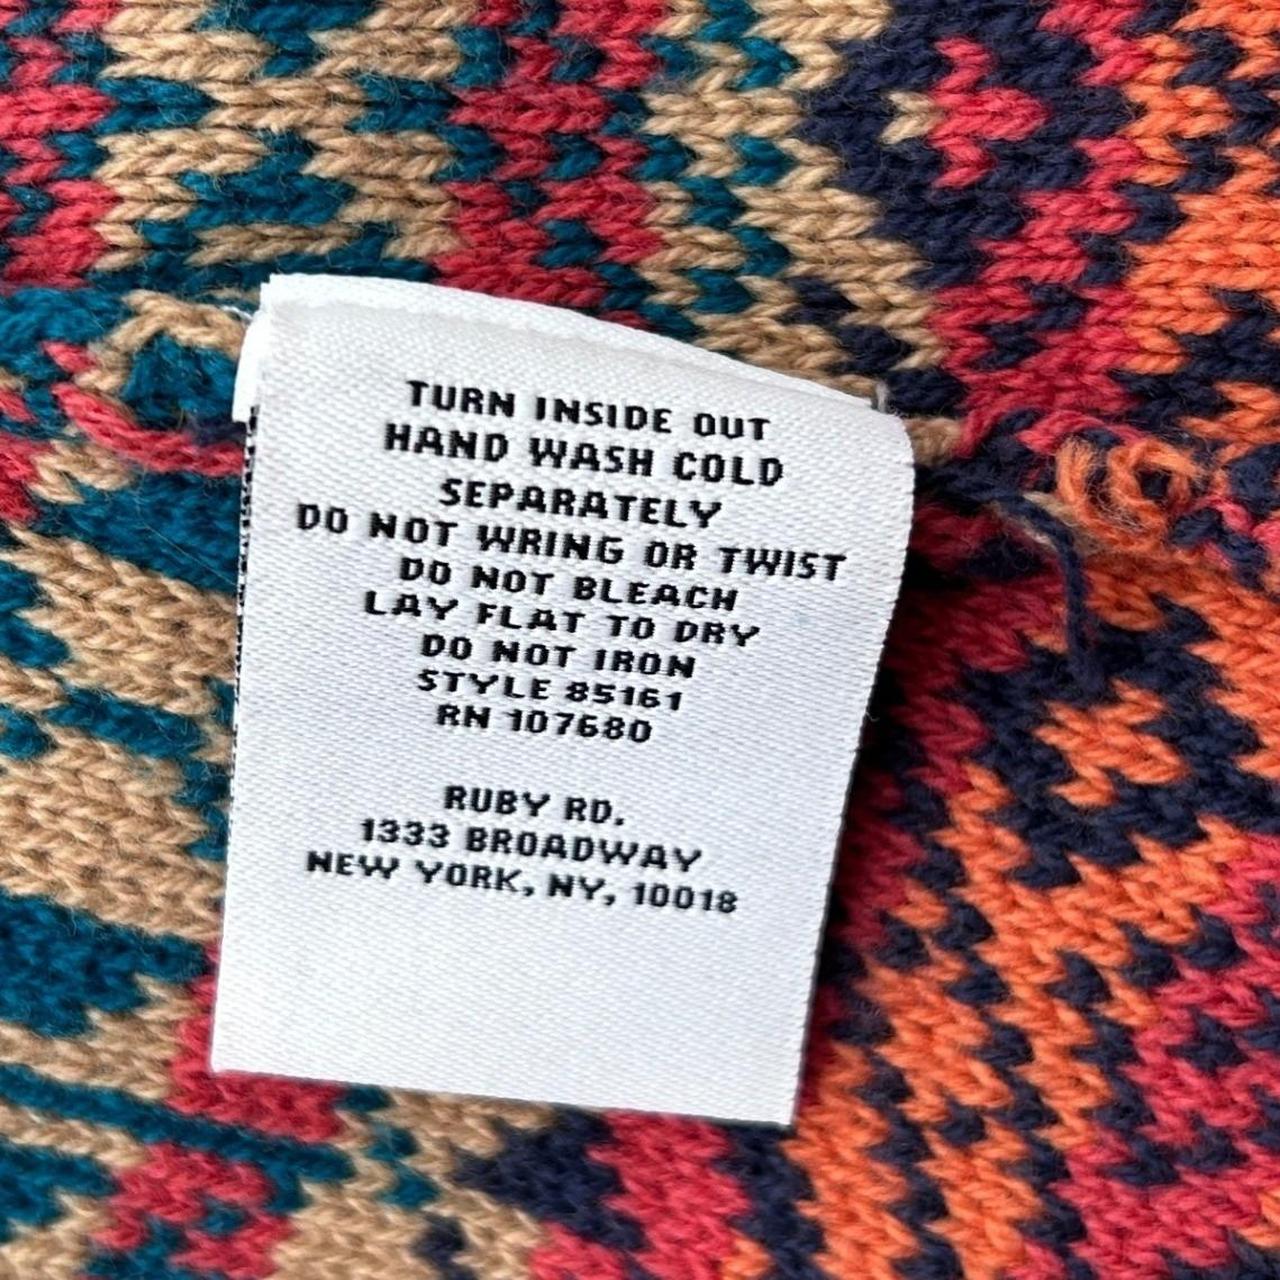 TURN INSIDE OUT
HAND WASH COLD
SEPARATELY
DO NOT WRING OR TWIST
DO NOT BLEACH
LAY FLAT TO DRY
DO NOT IRON
STYLE 85161
RN 107680
RUBY RD.
1333 BROADWAY
NEW YORK, NY, 10018